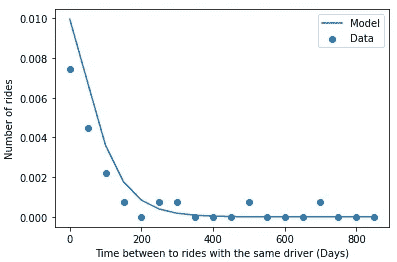 0.010
0.008
0.006
0.004
0.002
0.000
Number of rides
Model
Data
0 200 400 600 800
Time between to rides with the same driver (Days)